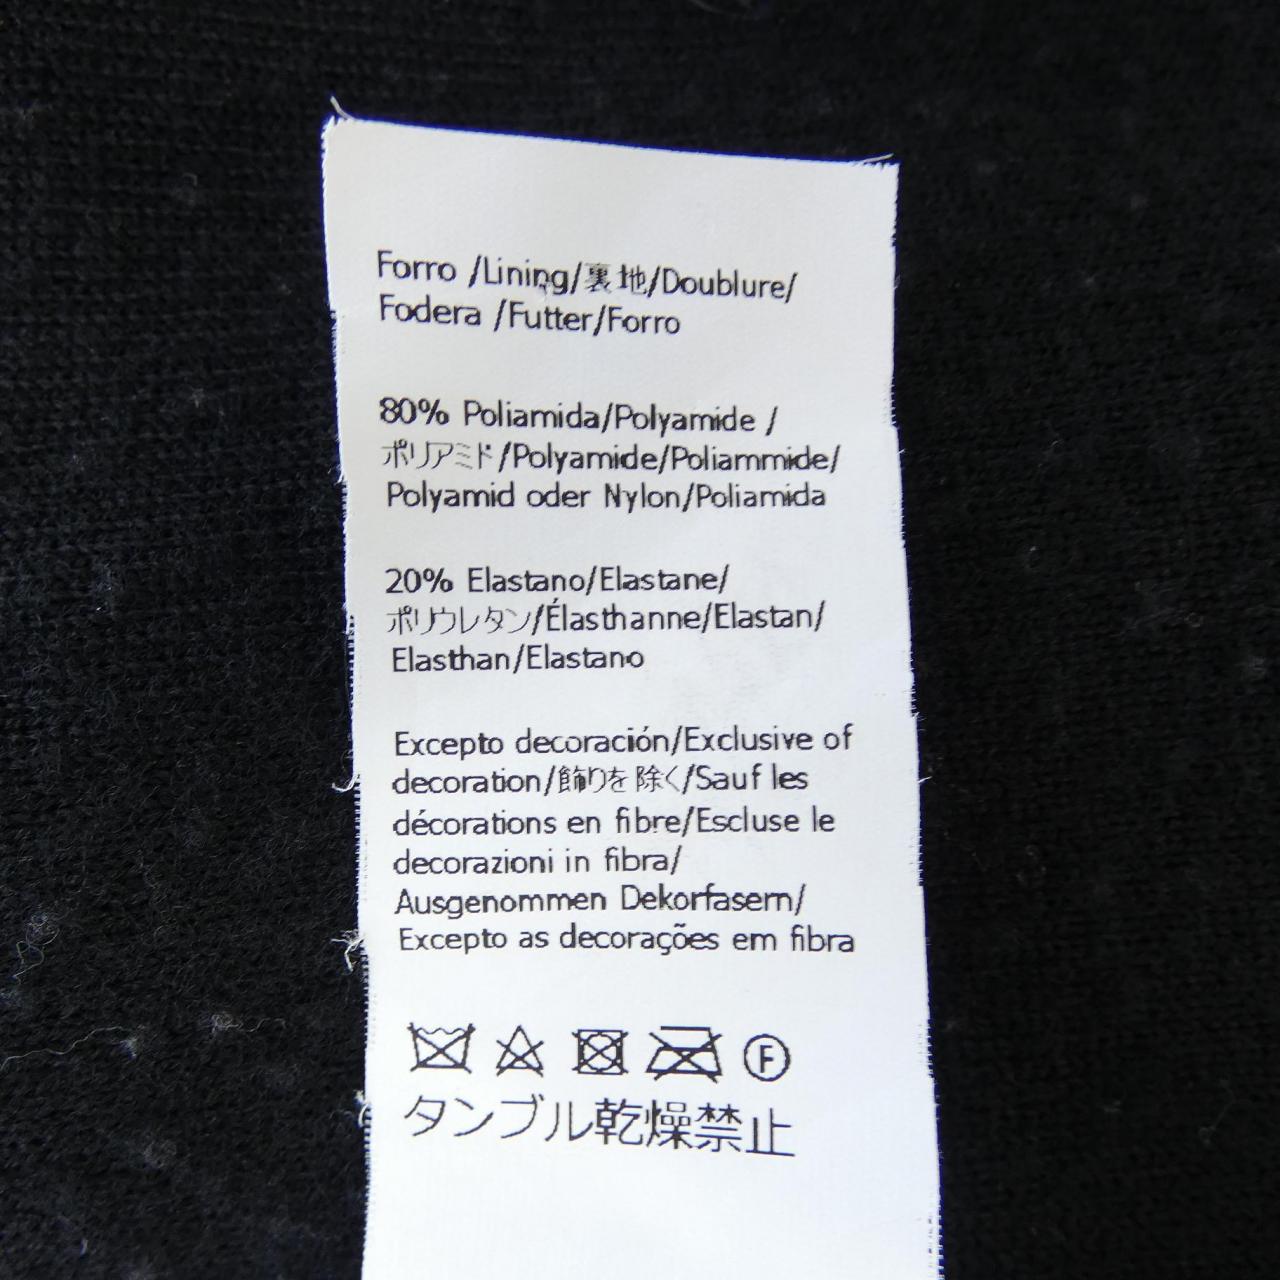 Forro /Lining/裏地/Doublure/
Fodera /Futter/Forro
80% Poliamida/Polyamide /
ポリアミド/Polyamide/Poliammide/
Polyamid oder Nylon/Poliamida
20% Elastano/Elastane/
ポリウレタン/Élasthanne/Elastan/
Elasthan/Elastano
Excepto decoración/Exclusive of
decoration/飾りを除く/Sauf les
décorations en fibre/Escluse le
decorazioni in fibra/
Ausgenommen Dekorfasern/
Excepto as decorações em fibra
F
タンブル乾燥禁止